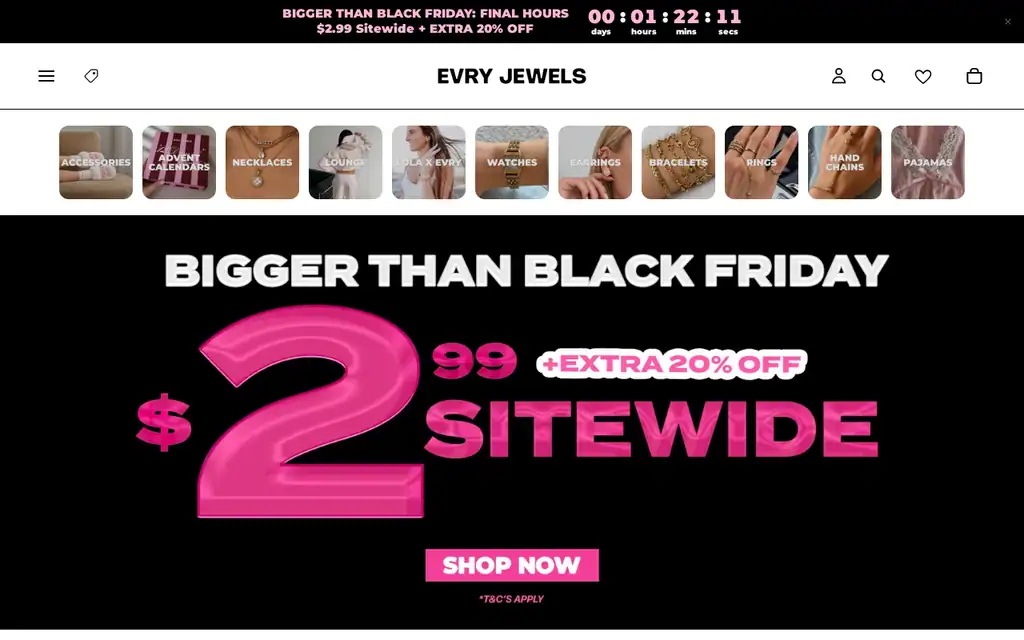 BIGGER THAN BLACK FRIDAY: FINAL HOURS
$2.99 Sitewide + EXTRA 20% OFF
00 : 01 : 22 : 11
days hours mins secs
×
EVRY JEWELS
ACCESSORIES
ADVENT
CALENDARS
NECKLACES
LOUNGE
LOLA X EVRY
WATCHES
EARRINGS
BRACELETS
RINGS
HAND
CHAINS
PAJAMAS
BIGGER THAN BLACK FRIDAY
$2 99 +EXTRA 20% OFF
SITEWIDE
SHOP NOW
*T&C'S APPLY